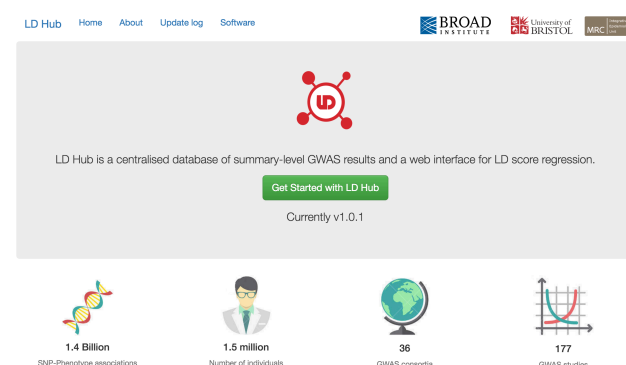 LD Hub Home About Update log Software
BROAD
INSTITUTE
University of
BRISTOL
MRC
LD
LD Hub is a centralised database of summary-level GWAS results and a web interface for LD score regression.
Get Started with LD Hub
Currently v1.0.1
1.4 Billion 1.5 million 36 177
SNP-Phenotype associations Number of individuals GWAS consortia GWAS studies